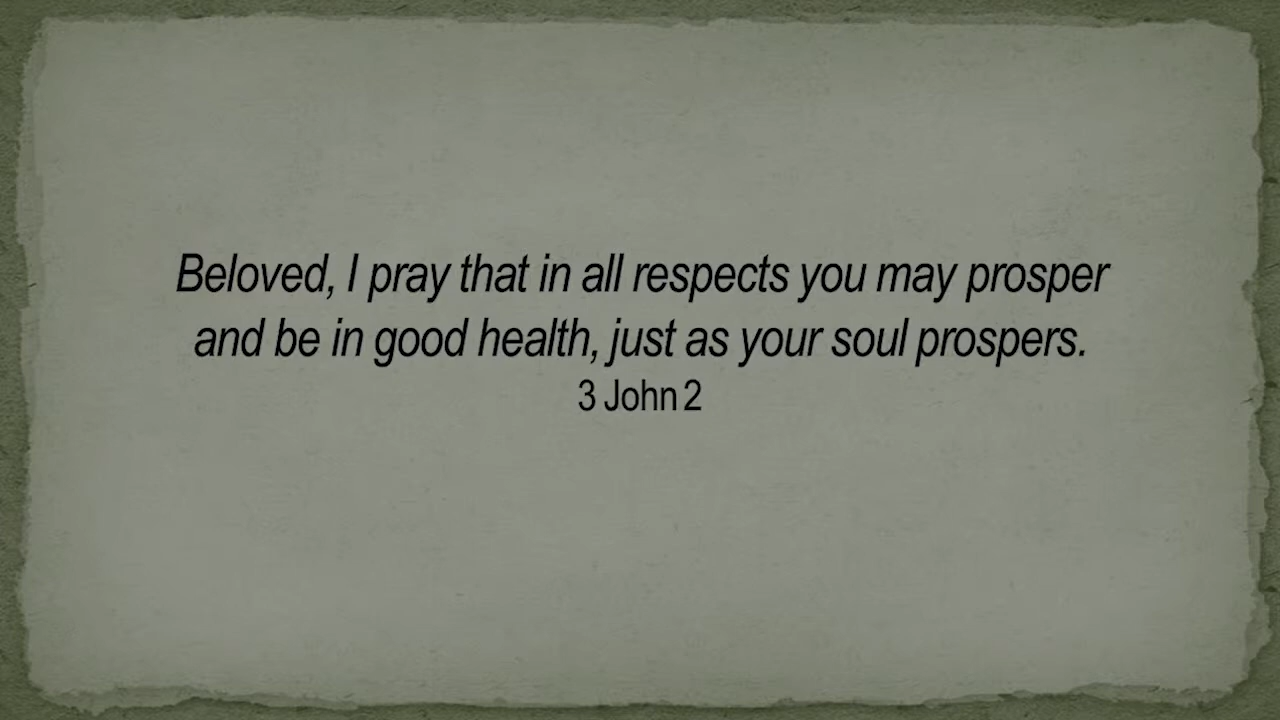 Beloved, I pray that in all respects you may prosper
and be in good health, just as your soul prospers.
3 John 2